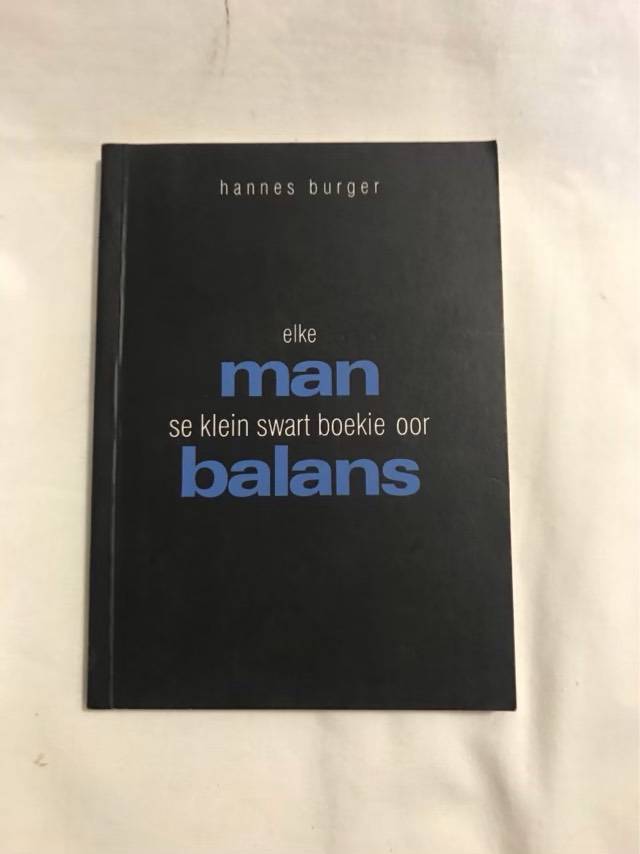 hannes burger
elke
man
se klein swart boekie oor
balans